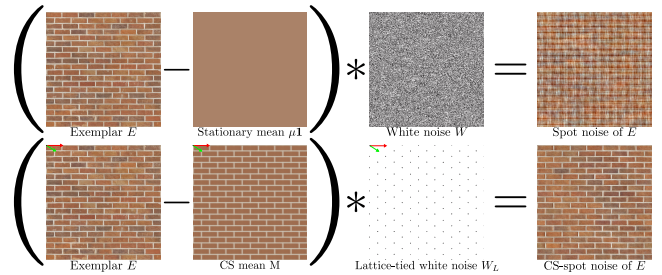 ( − ) * =
Exemplar E Stationary mean μ1 White noise W Spot noise of E
( − ) * =
Exemplar E CS mean M Lattice-tied white noise W_L CS-spot noise of E